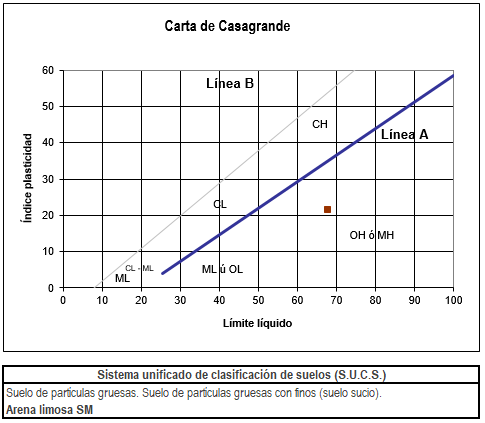 Carta de Casagrande
Índice plasticidad
60
50
40
30
20
10
0
Línea B
CH
Línea A
CL
OH ó MH
CL - ML
ML
ML ú OL
0 10 20 30 40 50 60 70 80 90 100
Límite líquido
Sistema unificado de clasificación de suelos (S.U.C.S.)
Suelo de partículas gruesas. Suelo de partículas gruesas con finos (suelo sucio).
Arena limosa SM